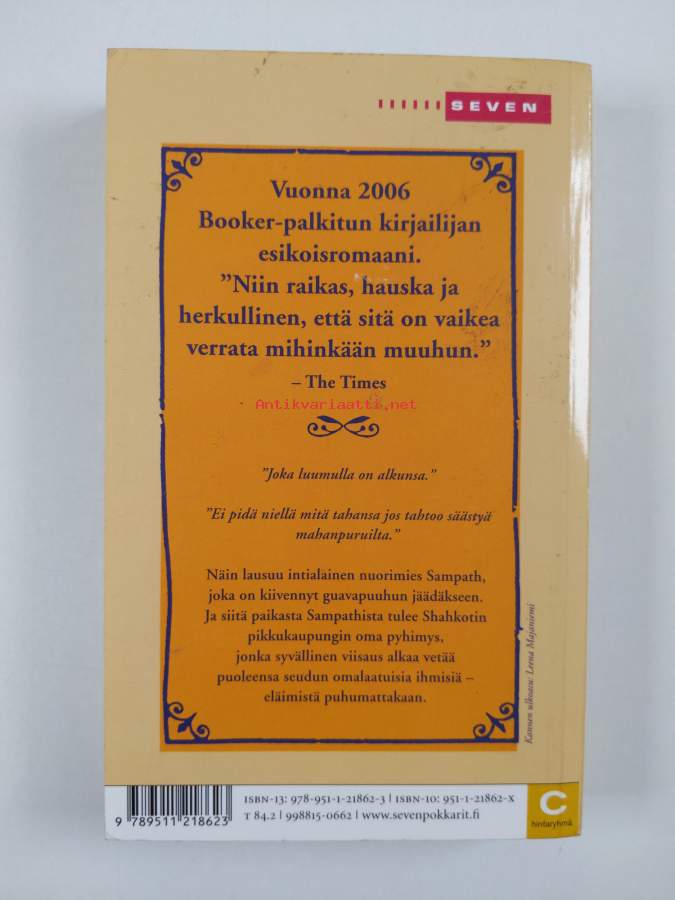 SEVEN
Vuonna 2006
Booker-palkitun kirjailijan
esikoisromaani.
”Niin raikas, hauska ja
herkullinen, että sitä on vaikea
verrata mihinkään muuhun.”
– The Times
Antikvariaatti.net
”Joka luumulla on alkunsa.”
”Ei pidä niellä mitä tahansa jos tahtoo säästyä
mahanpuruilta.”
Näin lausuu intialainen nuorimies Sampath,
joka on kiivennyt guavapuuhun jäädäkseen.
Ja siitä paikasta Sampathista tulee Shahkotin
pikkukaupungin oma pyhimys,
jonka syvällinen viisaus alkaa vetää
puoleensa seudun omalaatuisia ihmisiä –
eläimistä puhumattakaan.
Kannen ulkoasu: Leena Majaniemi
ISBN-13: 978-951-1-21862-3 | ISBN-10: 951-1-21862-X
T 84.2 | 998815-0662 | www.sevenpokkarit.fi
9 789511 218623
C
hintaryhmä